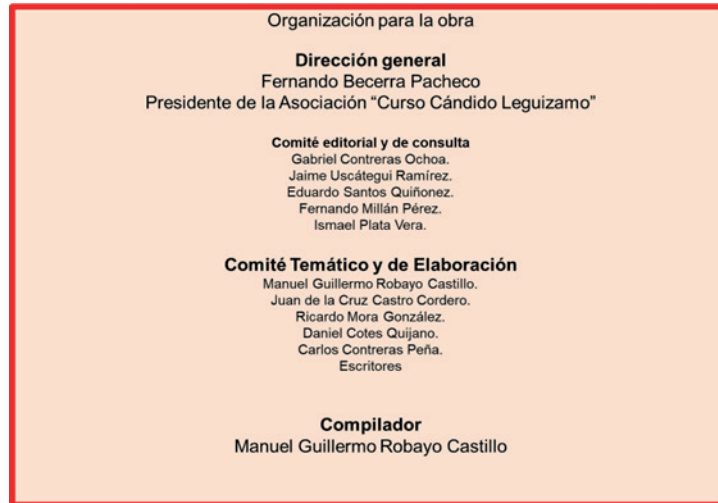 Organización para la obra
Dirección general
Fernando Becerra Pacheco
Presidente de la Asociación “Curso Cándido Leguizamo”
Comité editorial y de consulta
Gabriel Contreras Ochoa.
Jaime Uscátegui Ramírez.
Eduardo Santos Quiñonez.
Fernando Millán Pérez.
Ismael Plata Vera.
Comité Temático y de Elaboración
Manuel Guillermo Robayo Castillo.
Juan de la Cruz Castro Cordero.
Ricardo Mora González.
Daniel Cotes Quijano.
Carlos Contreras Peña.
Escritores
Compilador
Manuel Guillermo Robayo Castillo